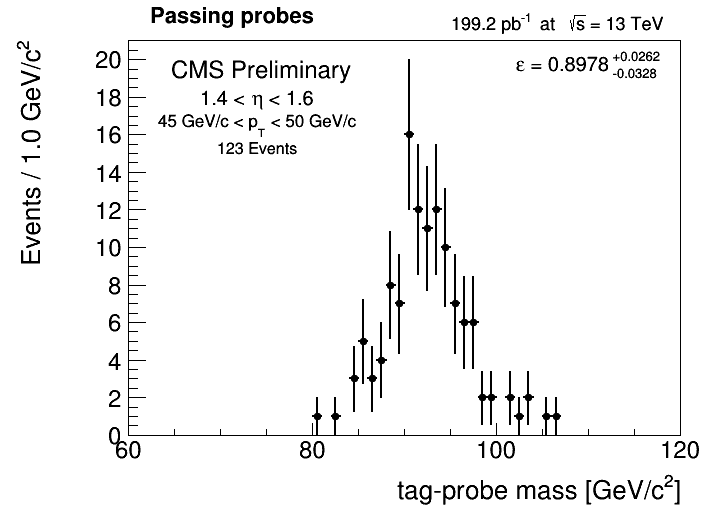 Passing probes
199.2 pb⁻¹ at √s = 13 TeV
CMS Preliminary
1.4 < η < 1.6
45 GeV/c < p_T < 50 GeV/c
123 Events
ε = 0.8978 +0.0262 -0.0328
Events / 1.0 GeV/c²
20
18
16
14
12
10
8
6
4
2
0
60 80 100 120
tag-probe mass [GeV/c²]